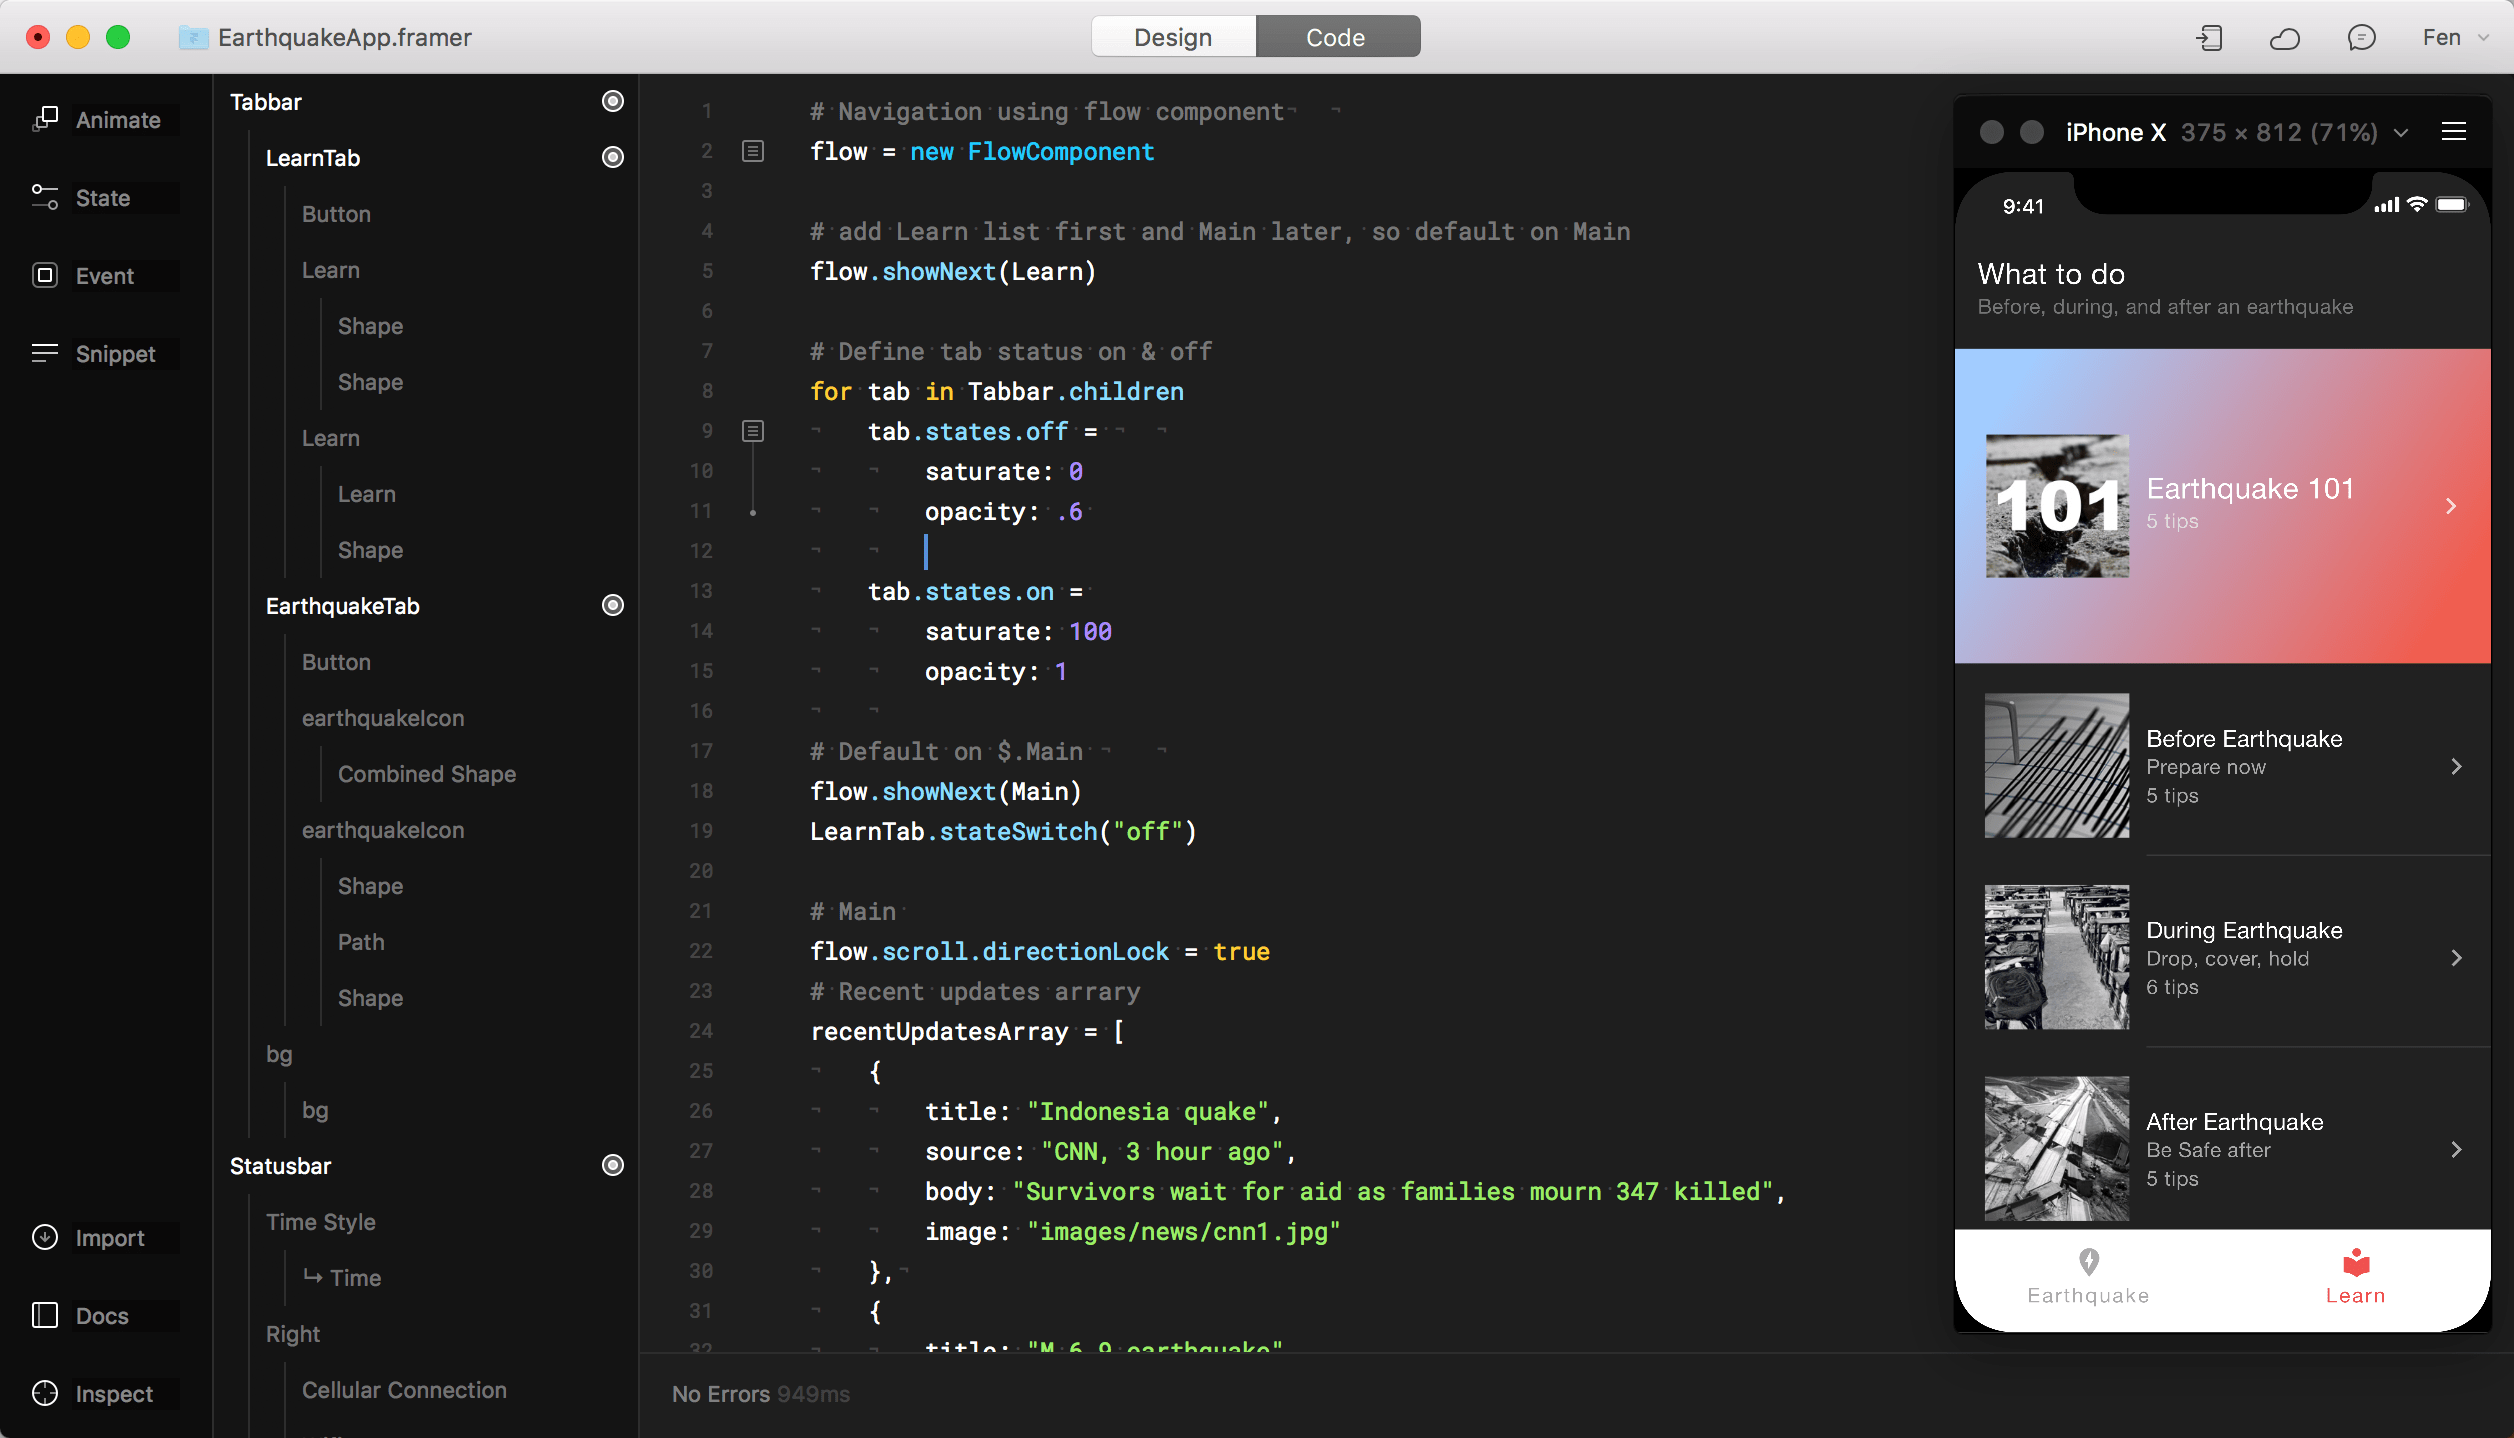 EarthquakeApp.framer
Design
Code
Fen
Animate
State
Event
Snippet
Import
Docs
Inspect
Tabbar
LearnTab
Button
Learn
Shape
Shape
Learn
Learn
Shape
EarthquakeTab
Button
earthquakeIcon
Combined Shape
earthquakeIcon
Shape
Path
Shape
bg
bg
Statusbar
Time Style
Time
Right
Cellular Connection
1 # Navigation using flow component
2 flow = new FlowComponent
3
4 # add Learn list first and Main later, so default on Main
5 flow.showNext(Learn)
6
7 # Define tab status on & off
8 for tab in Tabbar.children
9 tab.states.off =
10 saturate: 0
11 opacity: .6
12
13 tab.states.on =
14 saturate: 100
15 opacity: 1
16
17 # Default on $.Main
18 flow.showNext(Main)
19 LearnTab.stateSwitch("off")
20
21 # Main
22 flow.scroll.directionLock = true
23 # Recent updates arrary
24 recentUpdatesArray = [
25 {
26 title: "Indonesia quake",
27 source: "CNN, 3 hour ago",
28 body: "Survivors wait for aid as families mourn 347 killed",
29 image: "images/news/cnn1.jpg"
30 },
31 {
32 title: "M 6.9 earthquake"
No Errors 949ms
iPhone X 375 × 812 (71%)
9:41
What to do
Before, during, and after an earthquake
101
Earthquake 101
5 tips
Before Earthquake
Prepare now
5 tips
During Earthquake
Drop, cover, hold
6 tips
After Earthquake
Be Safe after
5 tips
Earthquake
Learn